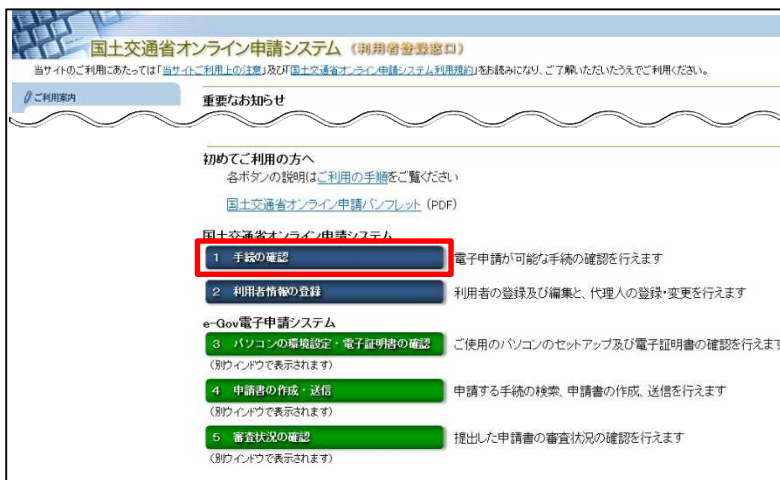 国土交通省オンライン申請システム (利用者登録窓口)
当サイトのご利用にあたっては「当サイトご利用上の注意」及び「国土交通省オンライン申請システム利用規約」をお読みになり、ご了解いただいたうえでご利用ください。
ご利用案内
重要なお知らせ
初めてご利用の方へ
各ボタンの説明はご利用の手順をご覧ください
国土交通省オンライン申請パンフレット (PDF)
国土交通省オンライン申請システム
1 手続の確認 電子申請が可能な手続の確認を行えます
2 利用者情報の登録 利用者の登録及び編集と、代理人の登録・変更を行えます
e-Gov電子申請システム
3 パソコンの環境設定・電子証明書の確認 ご使用のパソコンのセットアップ及び電子証明書の確認を行えます
(別ウィンドウで表示されます)
4 申請書の作成・送信 申請する手続の検索、申請書の作成、送信を行えます
(別ウィンドウで表示されます)
5 審査状況の確認 提出した申請書の審査状況の確認を行えます
(別ウィンドウで表示されます)